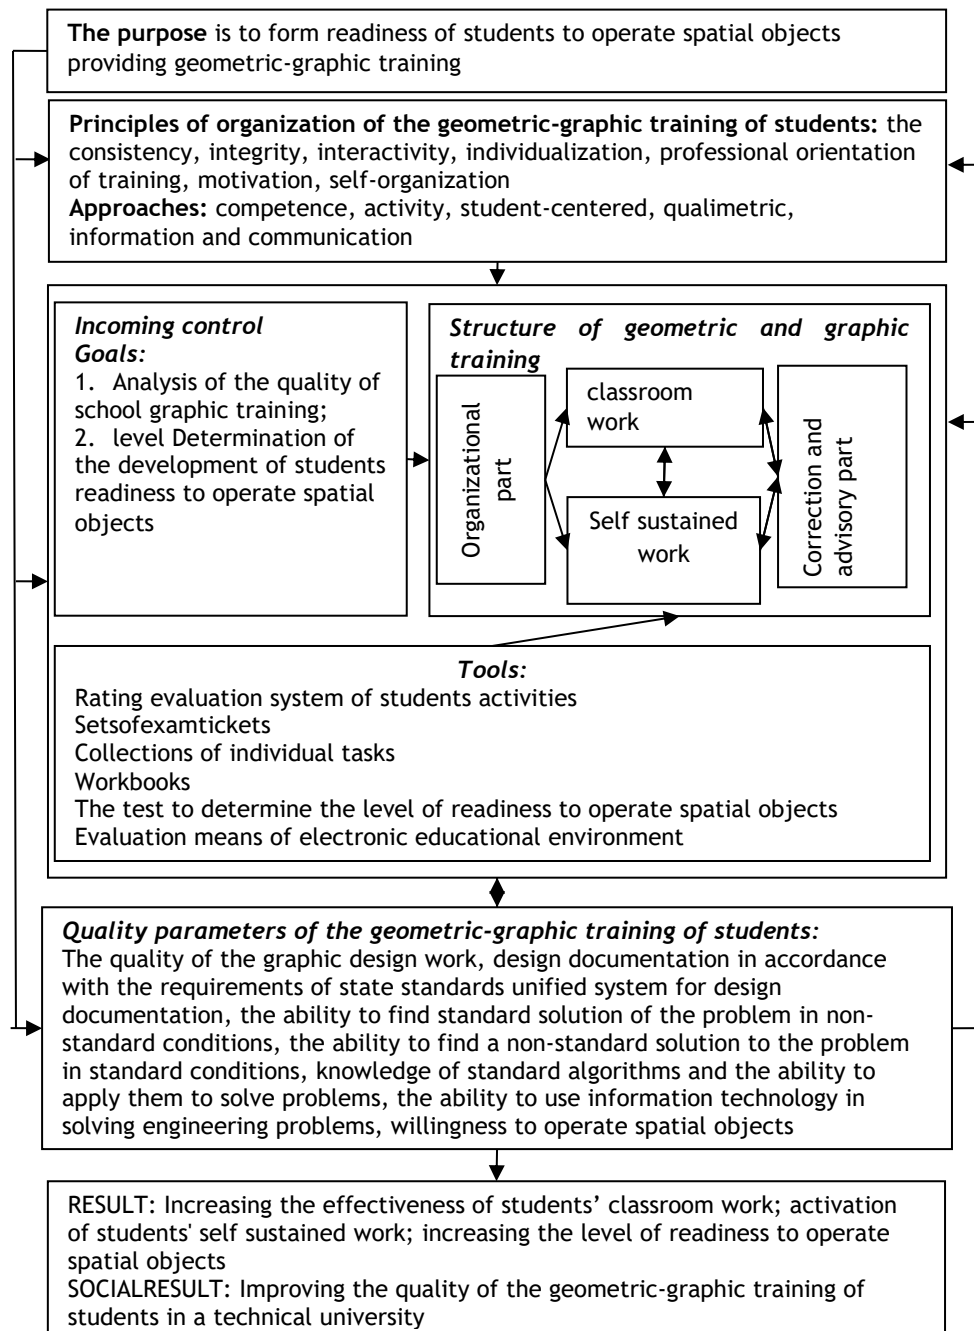 The purpose is to form readiness of students to operate spatial objects
providing geometric-graphic training
Principles of organization of the geometric-graphic training of students: the
consistency, integrity, interactivity, individualization, professional orientation
of training, motivation, self-organization
Approaches: competence, activity, student-centered, qualimetric,
information and communication
Incoming control
Goals:
1. Analysis of the quality of
school graphic training;
2. level Determination of
the development of students
readiness to operate spatial
objects
Structure of geometric and graphic
training
Organizational
part
classroom
work
Self sustained
work
Correction and
advisory part
Tools:
Rating evaluation system of students activities
Setsofexamtickets
Collections of individual tasks
Workbooks
The test to determine the level of readiness to operate spatial objects
Evaluation means of electronic educational environment
Quality parameters of the geometric-graphic training of students:
The quality of the graphic design work, design documentation in accordance
with the requirements of state standards unified system for design
documentation, the ability to find standard solution of the problem in non-
standard conditions, the ability to find a non-standard solution to the problem
in standard conditions, knowledge of standard algorithms and the ability to
apply them to solve problems, the ability to use information technology in
solving engineering problems, willingness to operate spatial objects
RESULT: Increasing the effectiveness of students’ classroom work; activation
of students' self sustained work; increasing the level of readiness to operate
spatial objects
SOCIALRESULT: Improving the quality of the geometric-graphic training of
students in a technical university